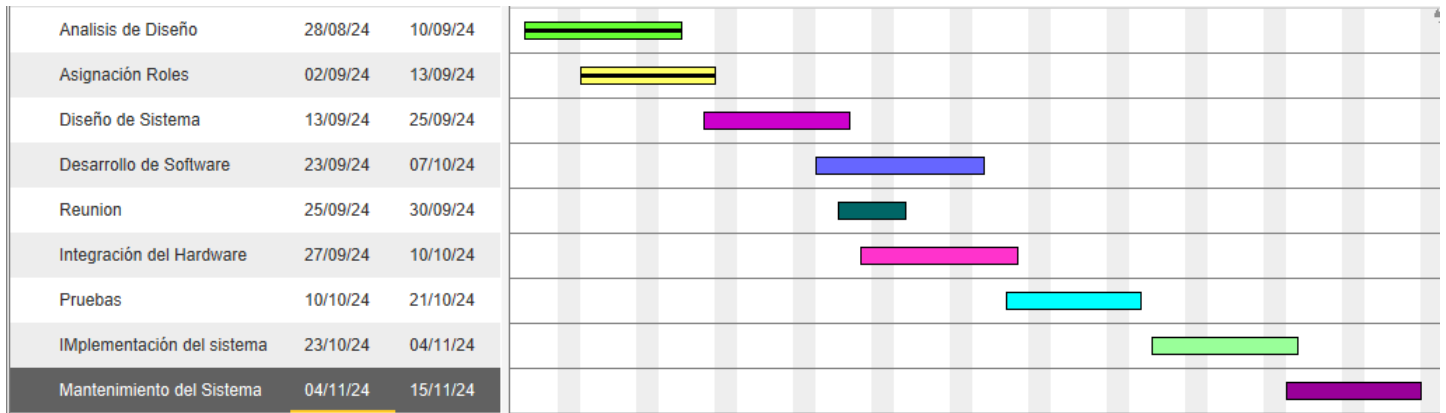 Analisis de Diseño 28/08/24 10/09/24
Asignación Roles 02/09/24 13/09/24
Diseño de Sistema 13/09/24 25/09/24
Desarrollo de Software 23/09/24 07/10/24
Reunion 25/09/24 30/09/24
Integración del Hardware 27/09/24 10/10/24
Pruebas 10/10/24 21/10/24
IMplementación del sistema 23/10/24 04/11/24
Mantenimiento del Sistema 04/11/24 15/11/24